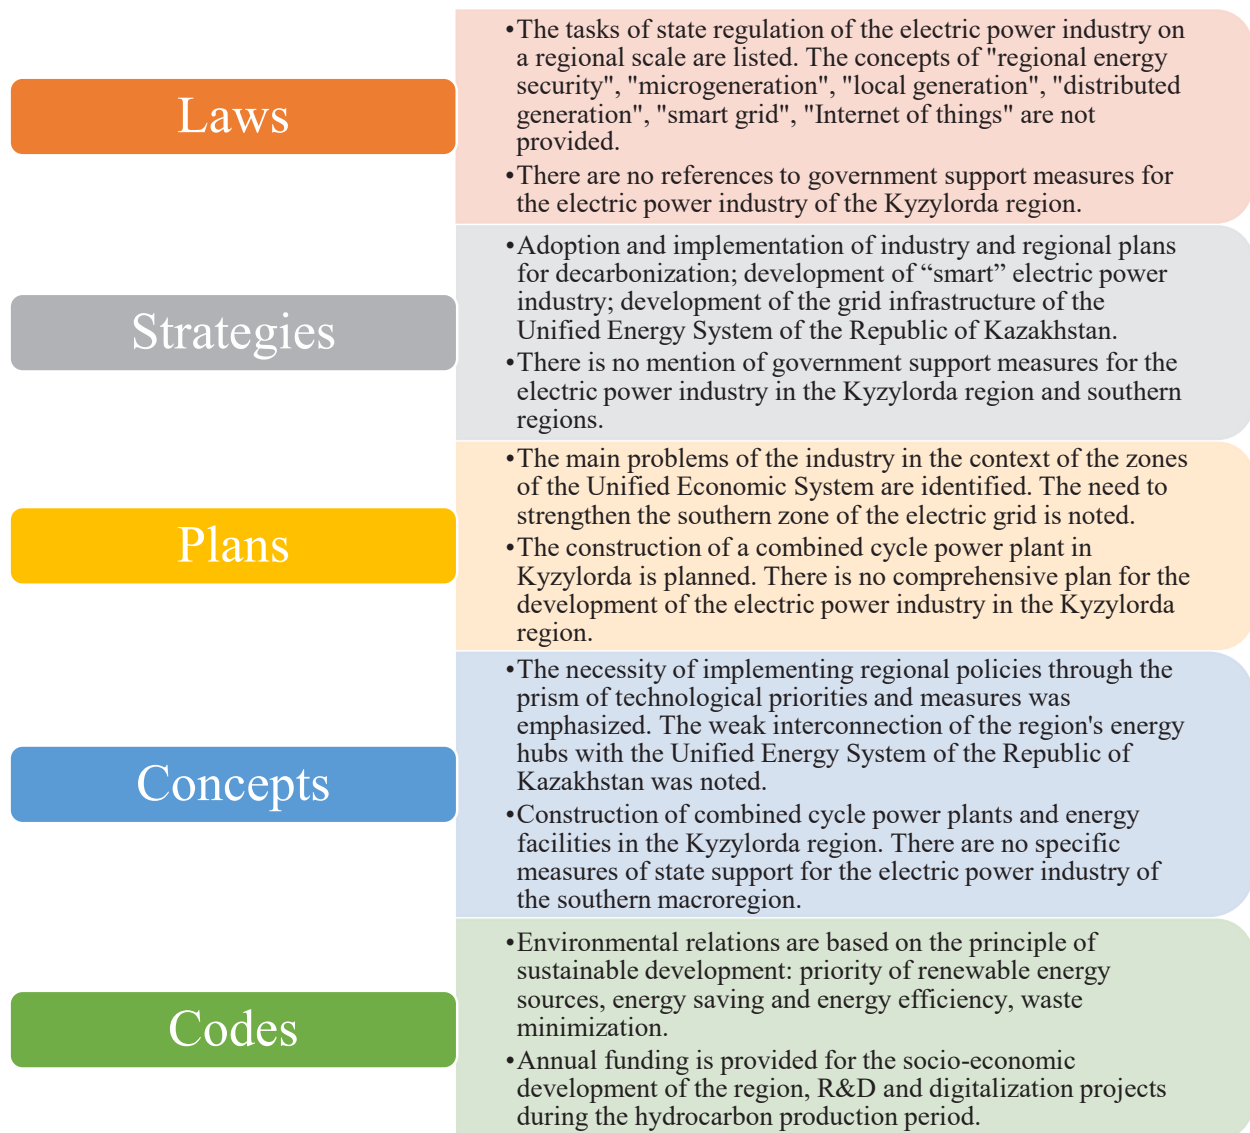 Laws
•The tasks of state regulation of the electric power industry on
a regional scale are listed. The concepts of "regional energy
security", "microgeneration", "local generation", "distributed
generation", "smart grid", "Internet of things" are not
provided.
•There are no references to government support measures for
the electric power industry of the Kyzylorda region.
Strategies
•Adoption and implementation of industry and regional plans
for decarbonization; development of “smart” electric power
industry; development of the grid infrastructure of the
Unified Energy System of the Republic of Kazakhstan.
•There is no mention of government support measures for the
electric power industry in the Kyzylorda region and southern
regions.
Plans
•The main problems of the industry in the context of the zones
of the Unified Economic System are identified. The need to
strengthen the southern zone of the electric grid is noted.
•The construction of a combined cycle power plant in
Kyzylorda is planned. There is no comprehensive plan for the
development of the electric power industry in the Kyzylorda
region.
Concepts
•The necessity of implementing regional policies through the
prism of technological priorities and measures was
emphasized. The weak interconnection of the region's energy
hubs with the Unified Energy System of the Republic of
Kazakhstan was noted.
•Construction of combined cycle power plants and energy
facilities in the Kyzylorda region. There are no specific
measures of state support for the electric power industry of
the southern macroregion.
Codes
•Environmental relations are based on the principle of
sustainable development: priority of renewable energy
sources, energy saving and energy efficiency, waste
minimization.
•Annual funding is provided for the socio-economic
development of the region, R&D and digitalization projects
during the hydrocarbon production period.